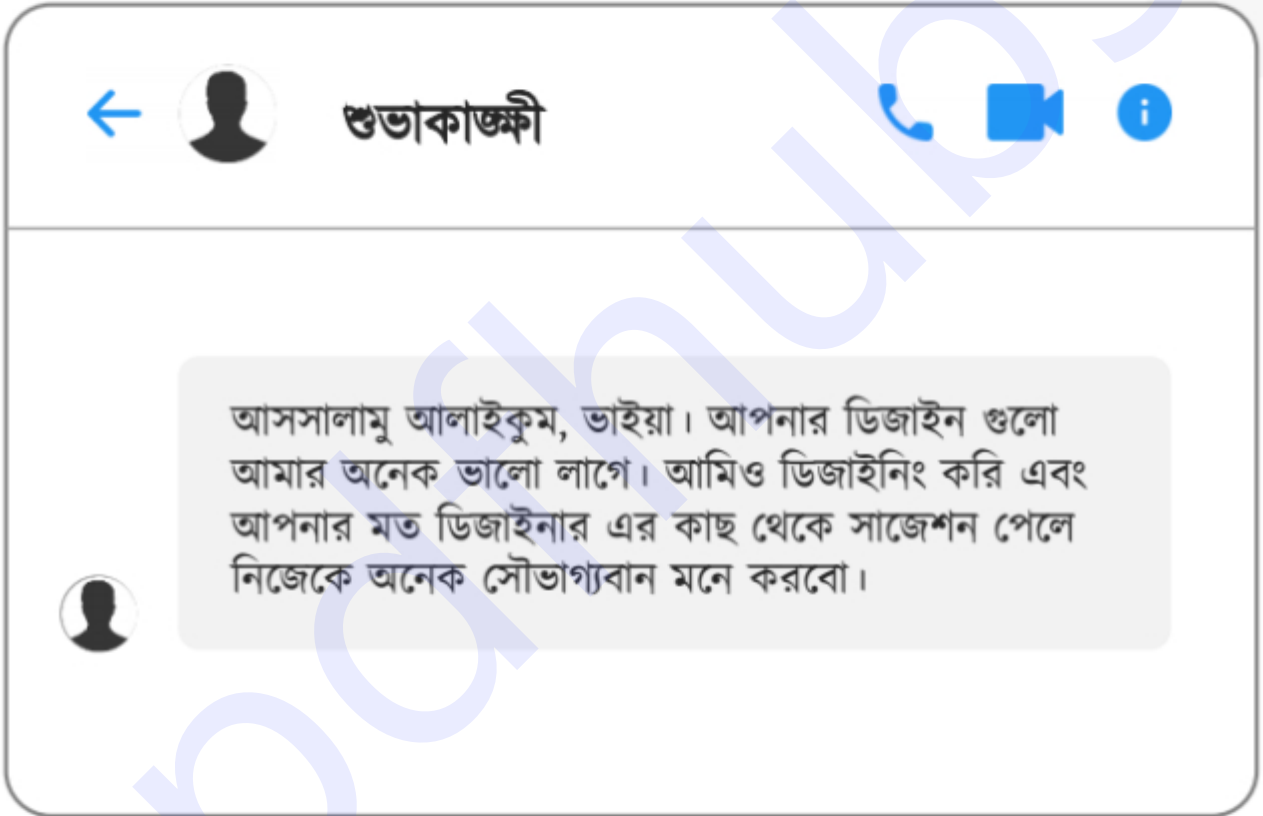 শুভাকাঙ্ক্ষী
আসসালামু আলাইকুম, ভাইয়া। আপনার ডিজাইন গুলো
আমার অনেক ভালো লাগে। আমিও ডিজাইনিং করি এবং
আপনার মত ডিজাইনার এর কাছ থেকে সাজেশন পেলে
নিজেকে অনেক সৌভাগ্যবান মনে করবো।
pdfhubs